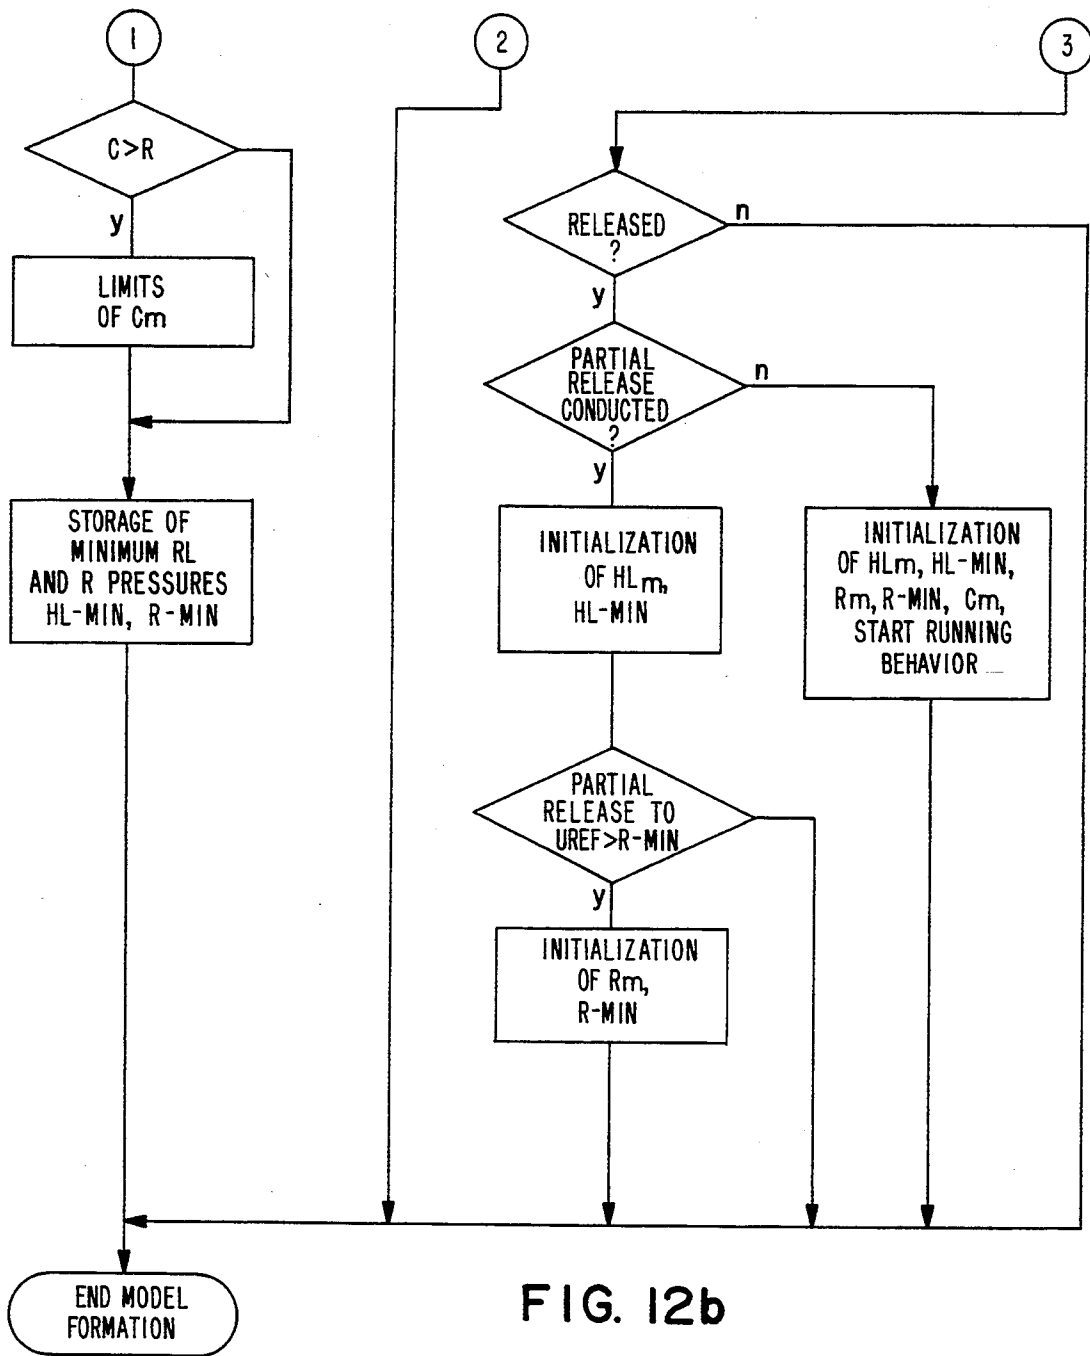 1
C>R
y
LIMITS
OF Cm
STORAGE OF
MINIMUM RL
AND R PRESSURES
HL-MIN, R-MIN
2
3
RELEASED
?
n
y
PARTIAL
RELEASE
CONDUCTED
?
n
y
INITIALIZATION
OF HLm,
HL-MIN
INITIALIZATION
OF HLm, HL-MIN,
Rm, R-MIN, Cm,
START RUNNING
BEHAVIOR
PARTIAL
RELEASE TO
UREF>R-MIN
y
INITIALIZATION
OF Rm,
R-MIN
END MODEL
FORMATION
FIG. 12b